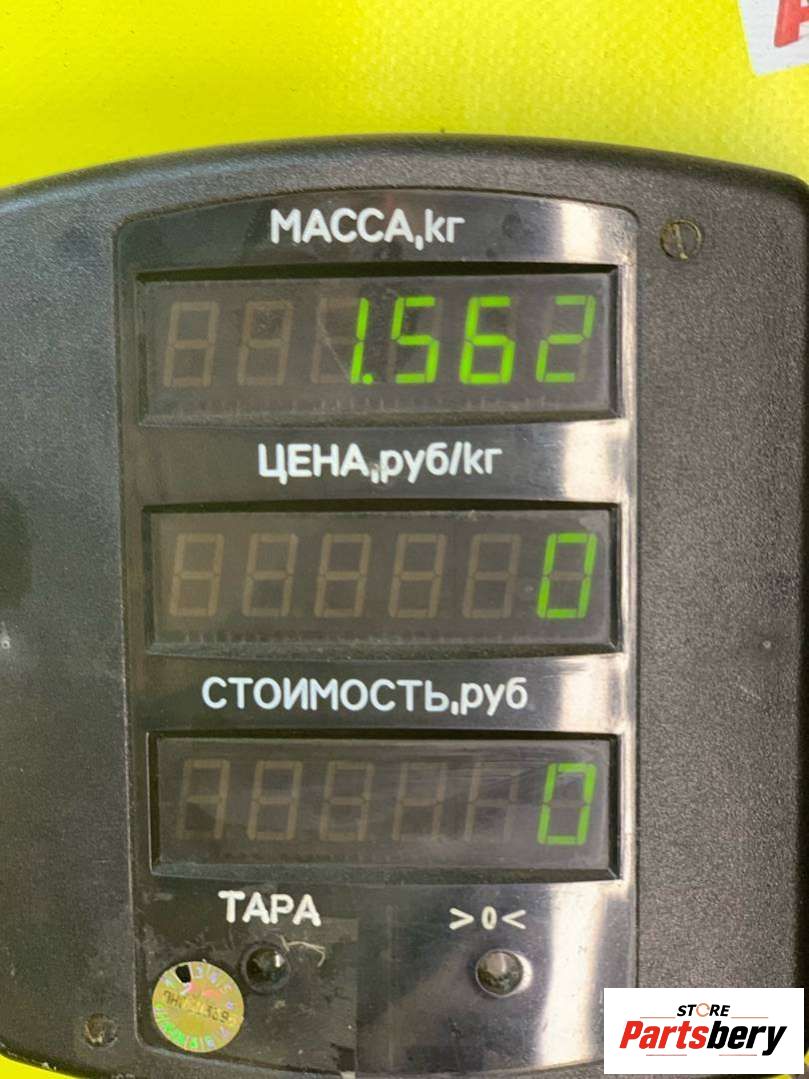 МАССА,кг
1.562
ЦЕНА,руб/кг
0
СТОИМОСТЬ,руб
0
ТАРА
>0<
STORE
Partsbery